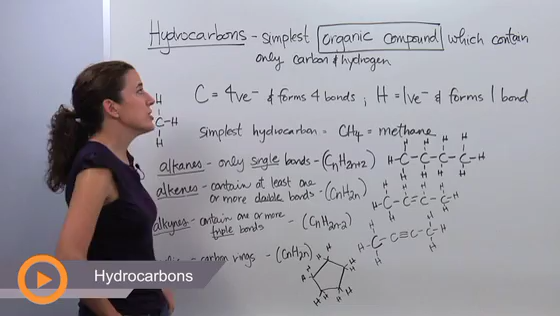 Hydrocarbons - simplest organic compound which contain
only carbon & hydrogen
C = 4ve⁻ & forms 4 bonds ; H = 1ve⁻ & forms 1 bond
simplest hydrocarbon = CH4 = methane
alkanes - only single bonds - (CnH2n+2)
alkenes - contain at least one
or more double bonds - (CnH2n)
alkynes - contain one or more
triple bonds - (CnH2n-2)
- carbon rings - (CnH2n)
Hydrocarbons